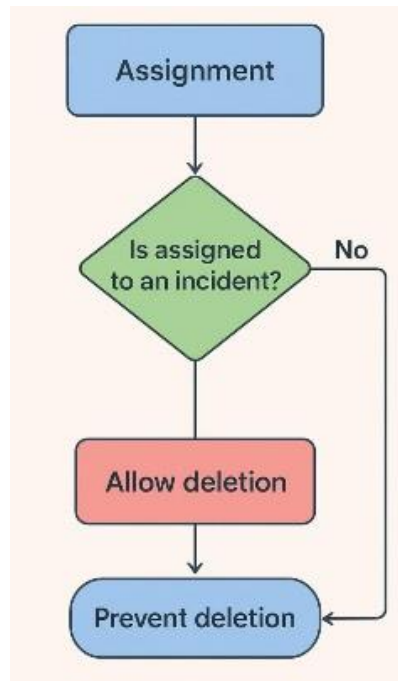 Assignment
Is assigned
to an incident?
No
Allow deletion
Prevent deletion